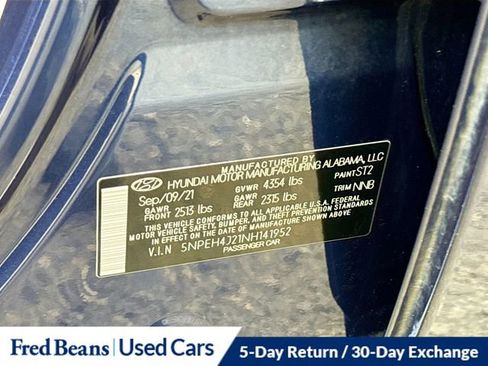 MANUFACTURED BY
HYUNDAI MOTOR MANUFACTURING ALABAMA, LLC
Sep/09/21 GVWR 4354 lbs PAINT ST2
GAWR FRONT 2513 lbs GAWR REAR 2315 lbs TRIM NNB
THIS VEHICLE CONFORMS TO ALL APPLICABLE FEDERAL
MOTOR VEHICLE SAFETY, BUMPER, AND THEFT PREVENTION
STANDARDS IN EFFECT ON THE DATE OF MANUFACTURE SHOWN ABOVE.
V.I.N 5NPEH4J21NH141952
PASSENGER CAR
Fred Beans Used Cars 5-Day Return / 30-Day Exchange